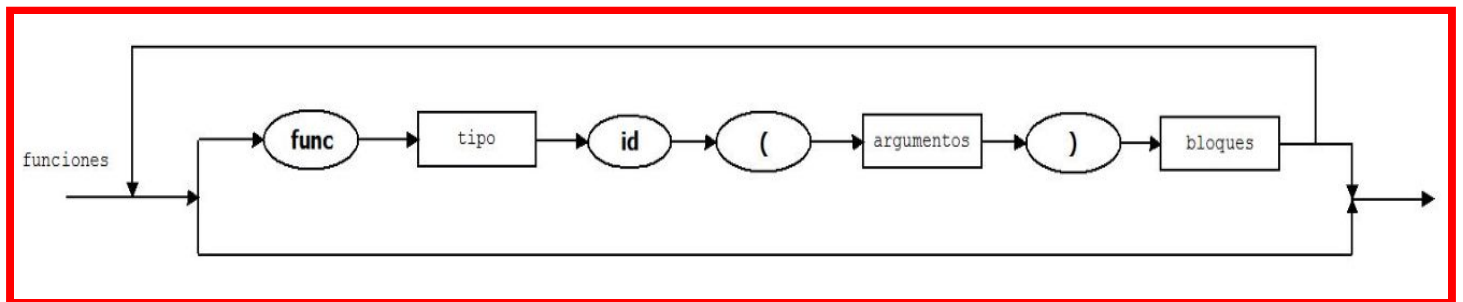 funciones
func
tipo
id
(
argumentos
)
bloques